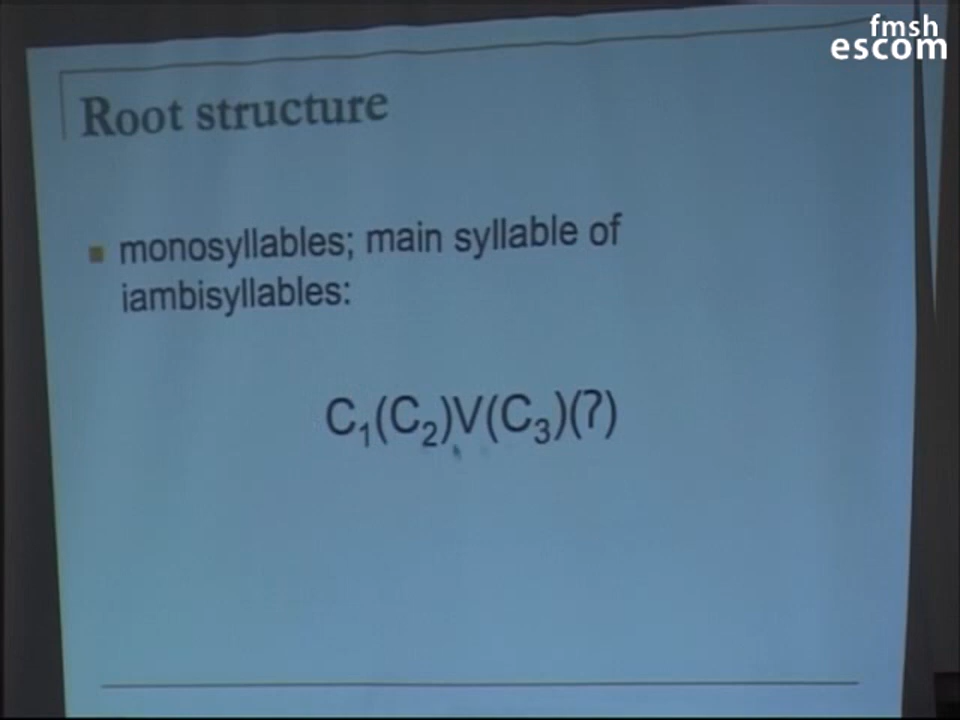 fmsh
escom
Root structure
monosyllables; main syllable of
iambisyllables:
C₁(C₂)V(C₃)(ʔ)